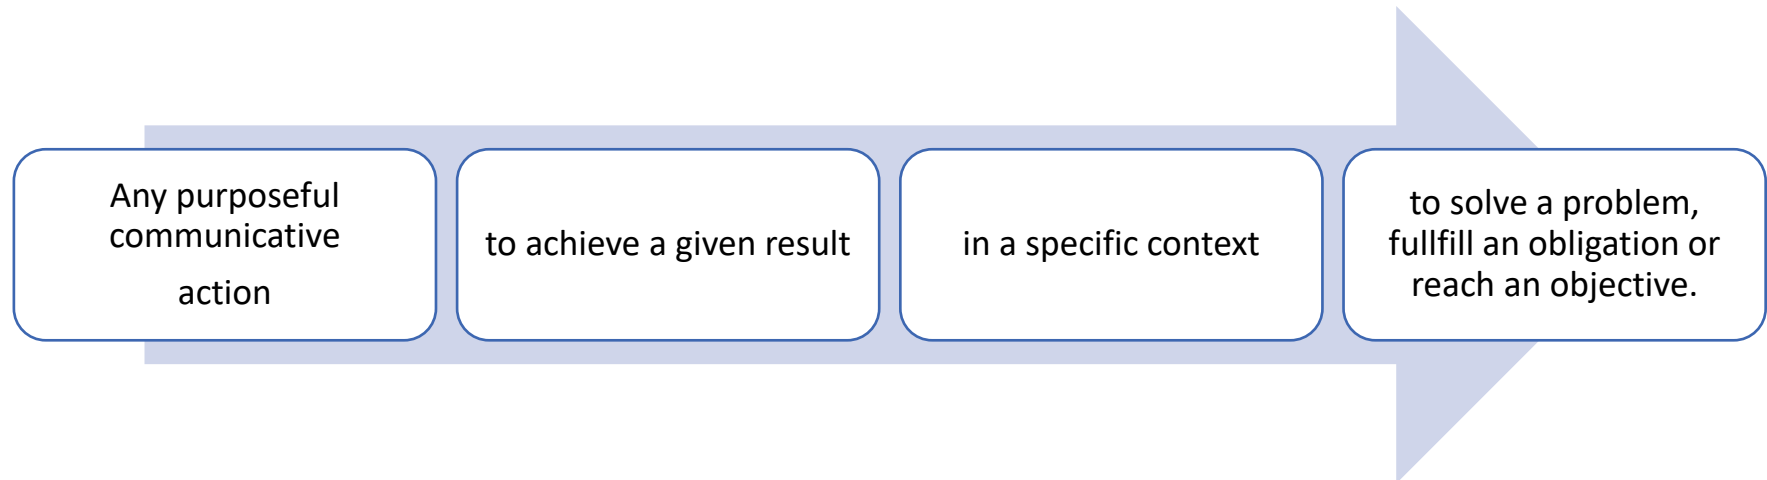 Any purposeful
communicative
action
to achieve a given result
in a specific context
to solve a problem,
fullfill an obligation or
reach an objective.